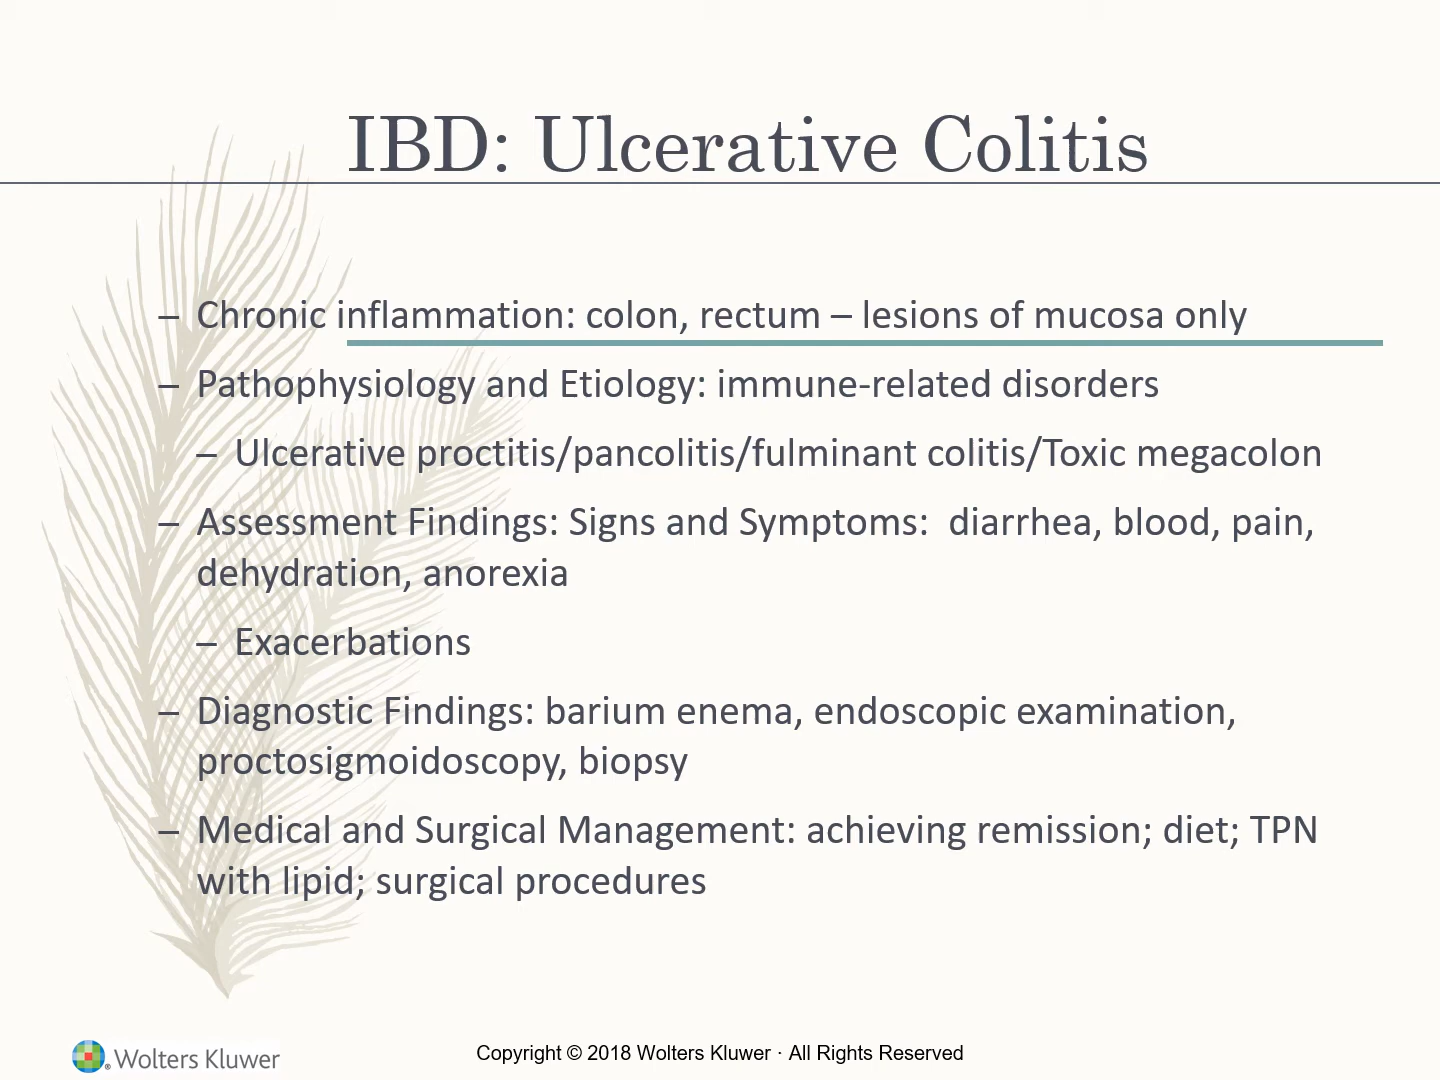 IBD: Ulcerative Colitis
– Chronic inflammation: colon, rectum – lesions of mucosa only
– Pathophysiology and Etiology: immune-related disorders
– Ulcerative proctitis/pancolitis/fulminant colitis/Toxic megacolon
– Assessment Findings: Signs and Symptoms:  diarrhea, blood, pain,
dehydration, anorexia
– Exacerbations
– Diagnostic Findings: barium enema, endoscopic examination,
proctosigmoidoscopy, biopsy
– Medical and Surgical Management: achieving remission; diet; TPN
with lipid; surgical procedures
Wolters Kluwer
Copyright © 2018 Wolters Kluwer · All Rights Reserved